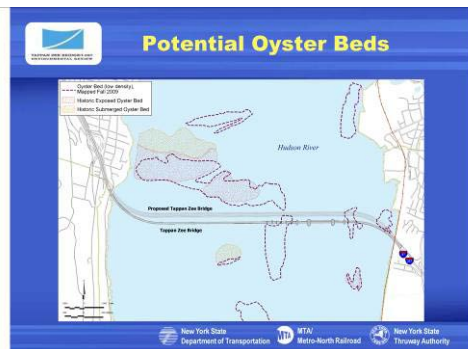 TAPPAN ZEE BRIDGE/I-287
ENVIRONMENTAL REVIEW
Potential Oyster Beds
Oyster Bed (low density),
Mapped Fall 2009
Historic Exposed Oyster Bed
Historic Submerged Oyster Bed
Hudson River
Proposed Tappan Zee Bridge
Tappan Zee Bridge
New York State
Department of Transportation
MTA
MTA/
Metro-North Railroad
New York State
Thruway Authority